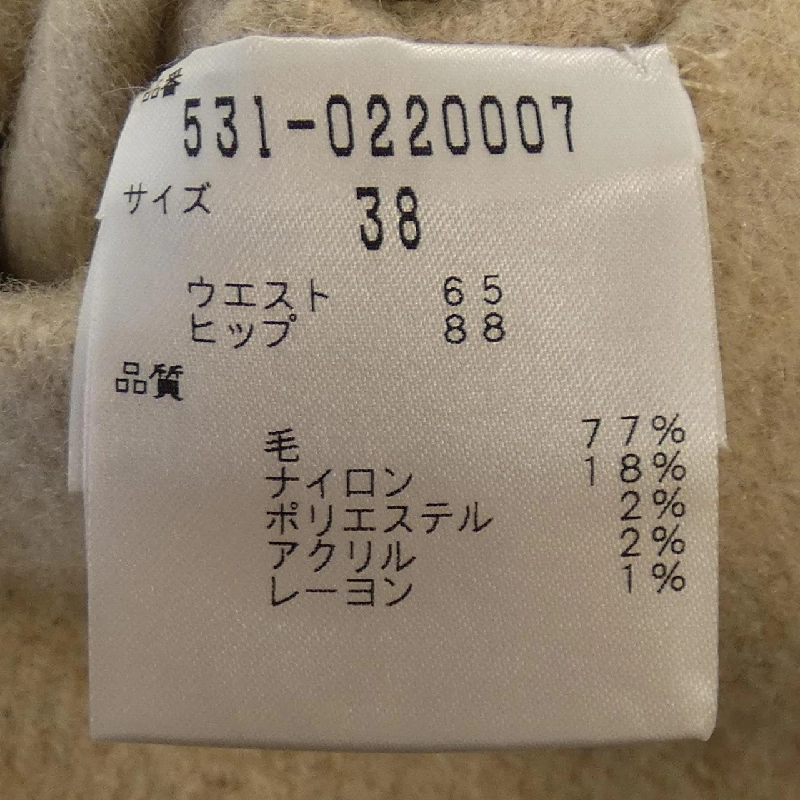 品番
531-0220007
サイズ 38
ウエスト 65
ヒップ 88
品質
毛 77%
ナイロン 18%
ポリエステル 2%
アクリル 2%
レーヨン 1%